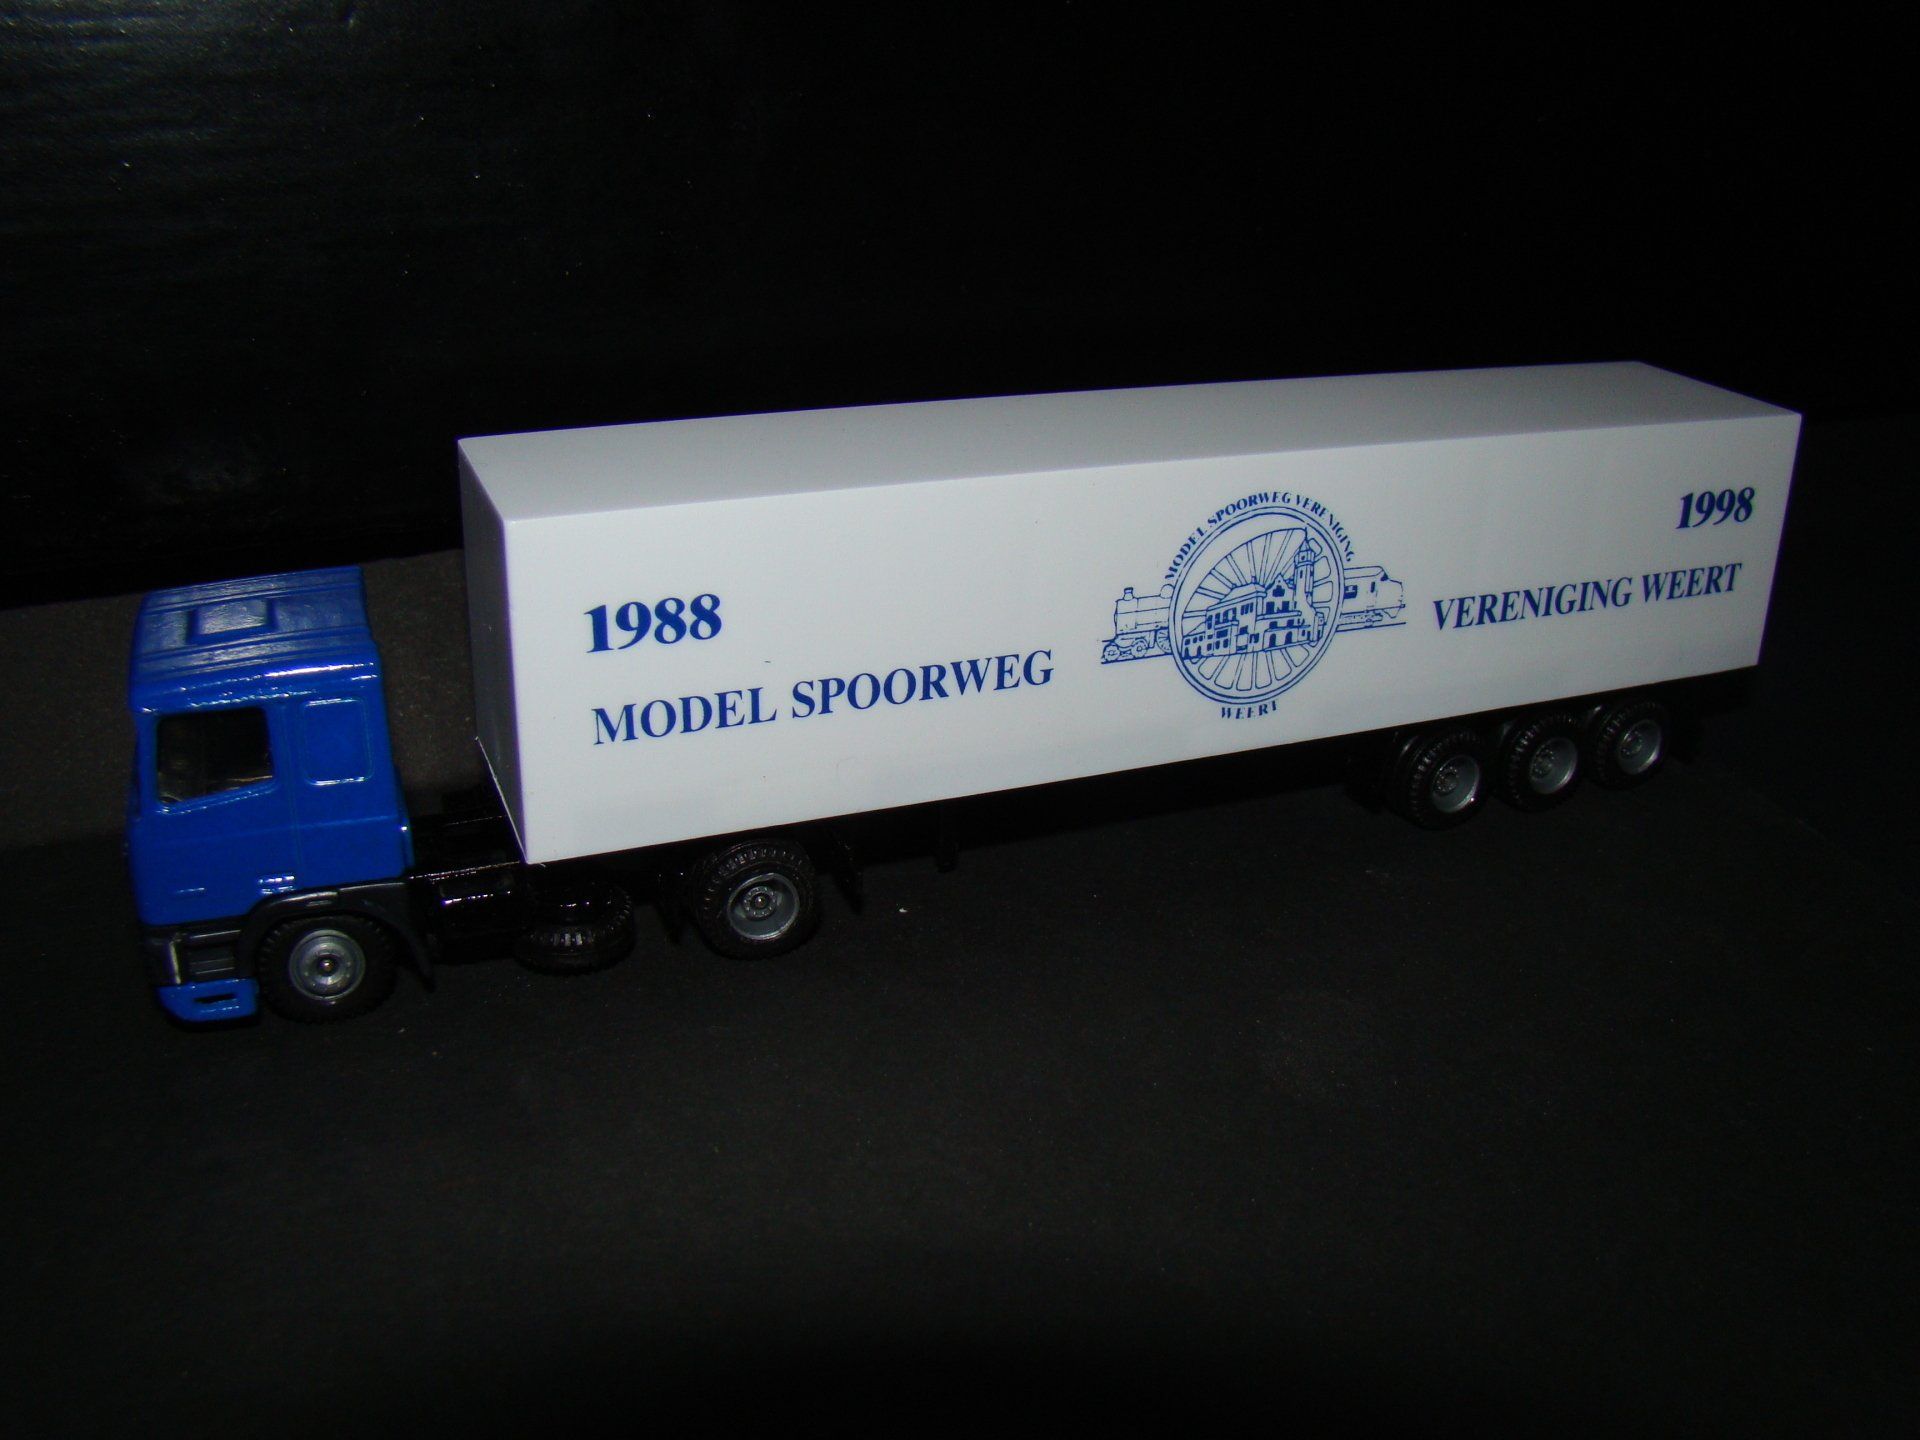 1988
MODEL SPOORWEG
MODEL SPOORWEG VERENIGING
WEERT
1998
VERENIGING WEERT